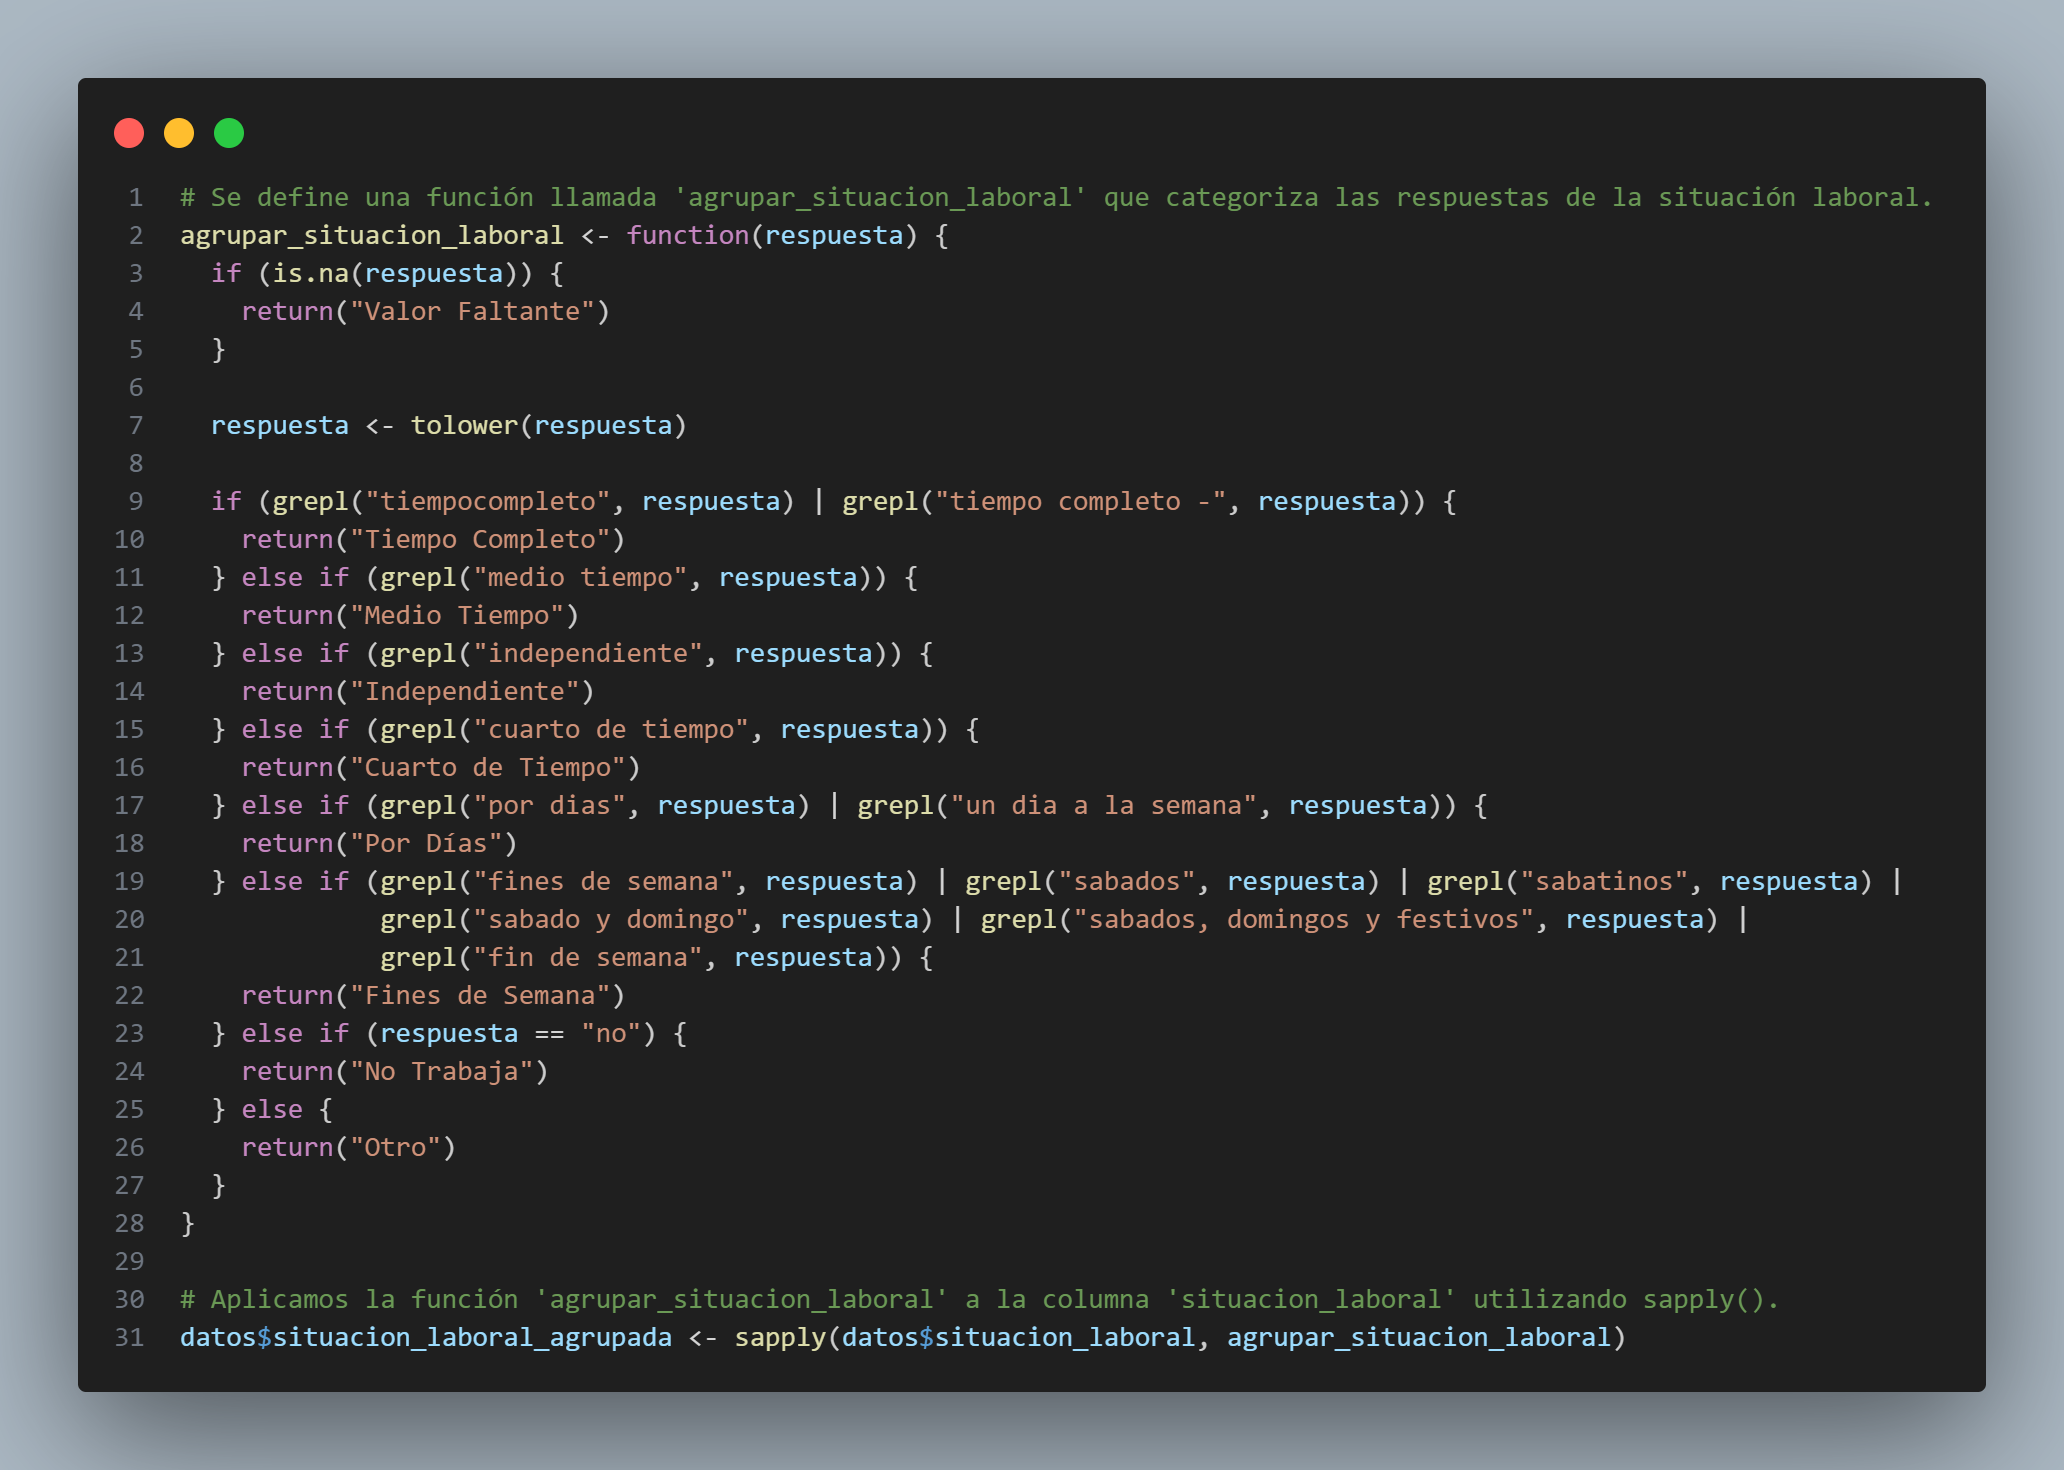 1 # Se define una función llamada 'agrupar_situacion_laboral' que categoriza las respuestas de la situación laboral.
2 agrupar_situacion_laboral <- function(respuesta) {
3   if (is.na(respuesta)) {
4     return("Valor Faltante")
5   }
6
7   respuesta <- tolower(respuesta)
8
9   if (grepl("tiempocompleto", respuesta) | grepl("tiempo completo -", respuesta)) {
10     return("Tiempo Completo")
11   } else if (grepl("medio tiempo", respuesta)) {
12     return("Medio Tiempo")
13   } else if (grepl("independiente", respuesta)) {
14     return("Independiente")
15   } else if (grepl("cuarto de tiempo", respuesta)) {
16     return("Cuarto de Tiempo")
17   } else if (grepl("por dias", respuesta) | grepl("un dia a la semana", respuesta)) {
18     return("Por Días")
19   } else if (grepl("fines de semana", respuesta) | grepl("sabados", respuesta) | grepl("sabatinos", respuesta) |
20              grepl("sabado y domingo", respuesta) | grepl("sabados, domingos y festivos", respuesta) |
21              grepl("fin de semana", respuesta)) {
22     return("Fines de Semana")
23   } else if (respuesta == "no") {
24     return("No Trabaja")
25   } else {
26     return("Otro")
27   }
28 }
29
30 # Aplicamos la función 'agrupar_situacion_laboral' a la columna 'situacion_laboral' utilizando sapply().
31 datos$situacion_laboral_agrupada <- sapply(datos$situacion_laboral, agrupar_situacion_laboral)